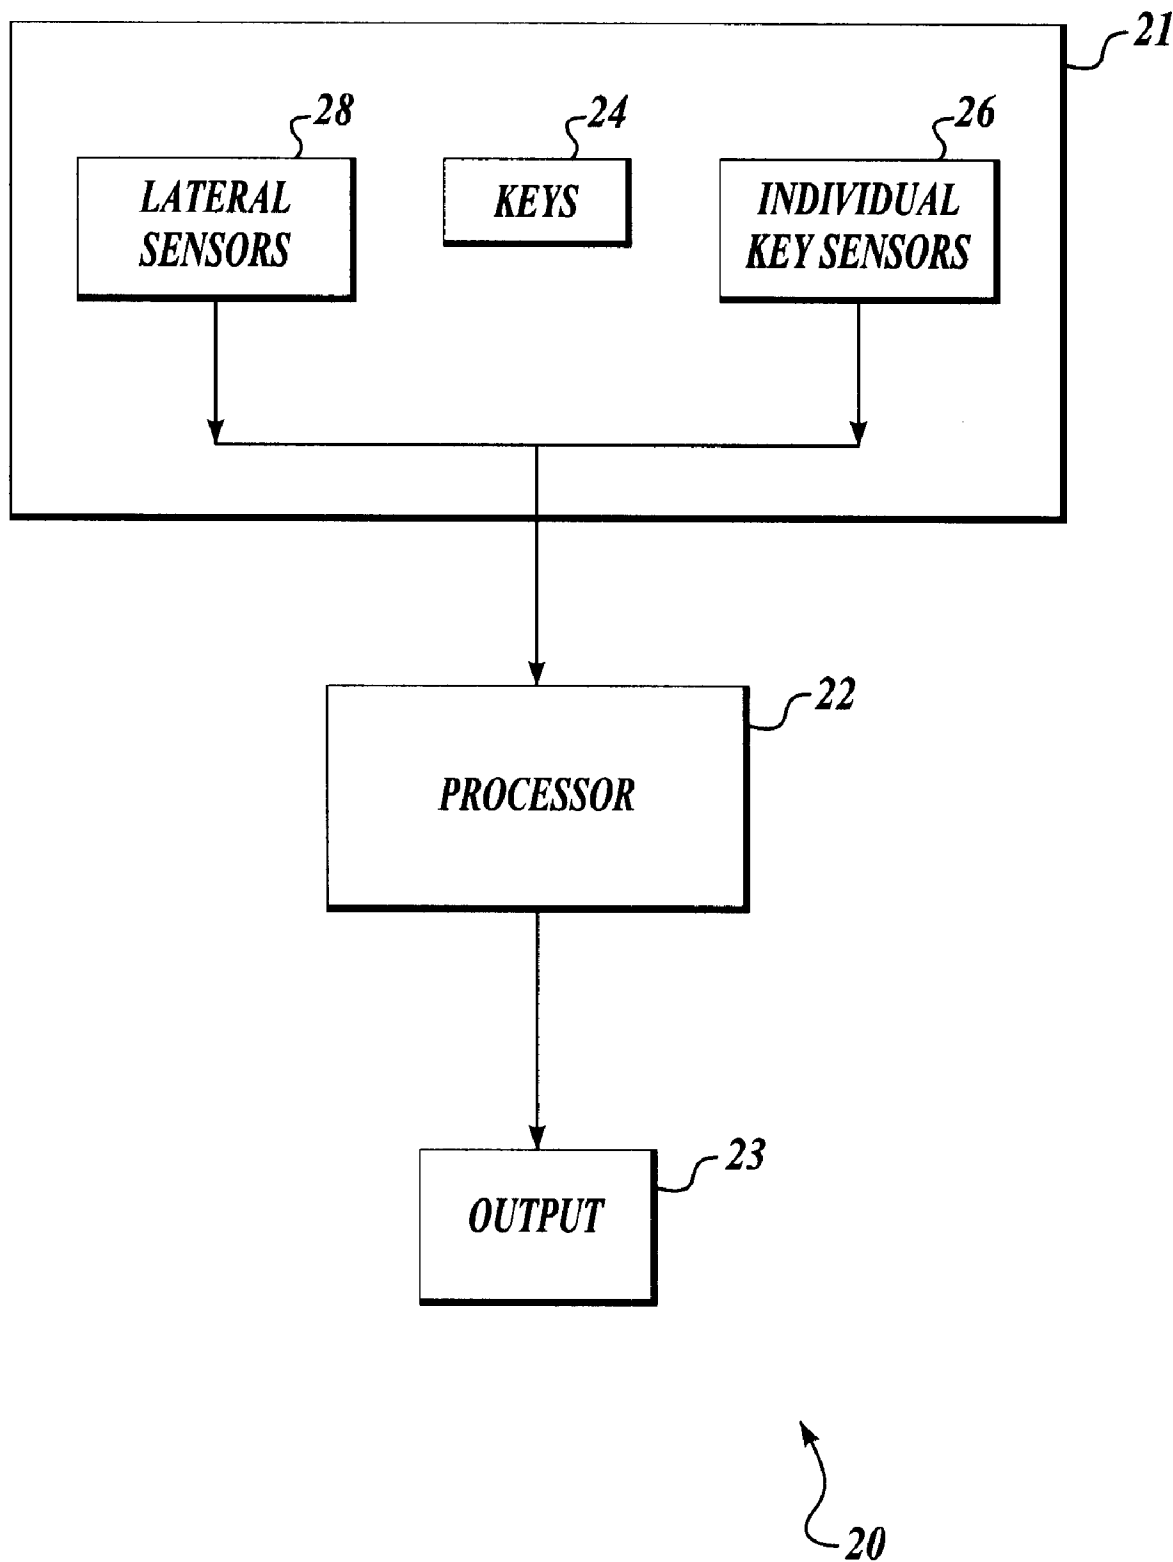 21
28
24
26
LATERAL
SENSORS
KEYS
INDIVIDUAL
KEY SENSORS
22
PROCESSOR
23
OUTPUT
20